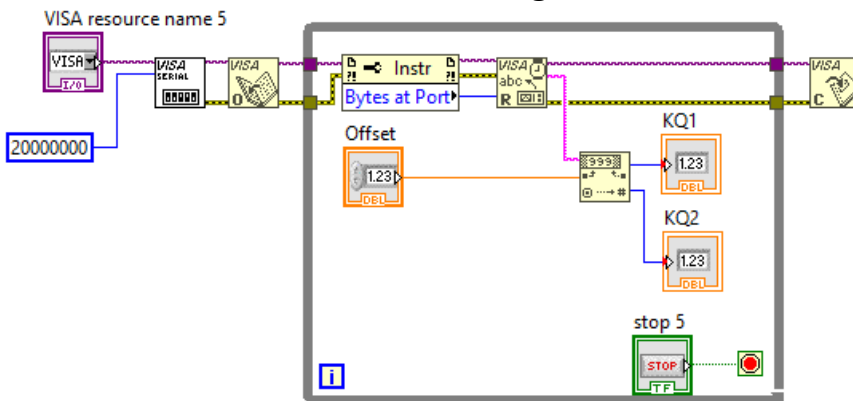 VISA resource name 5
VISA
I/O
VISA
SERIAL
VISA
O
Instr
Bytes at Port
VISA
abc
R
VISA
C
20000000
Offset
1.23
DBL
999
#
KQ1
1.23
DBL
KQ2
1.23
DBL
stop 5
STOP
TF
i